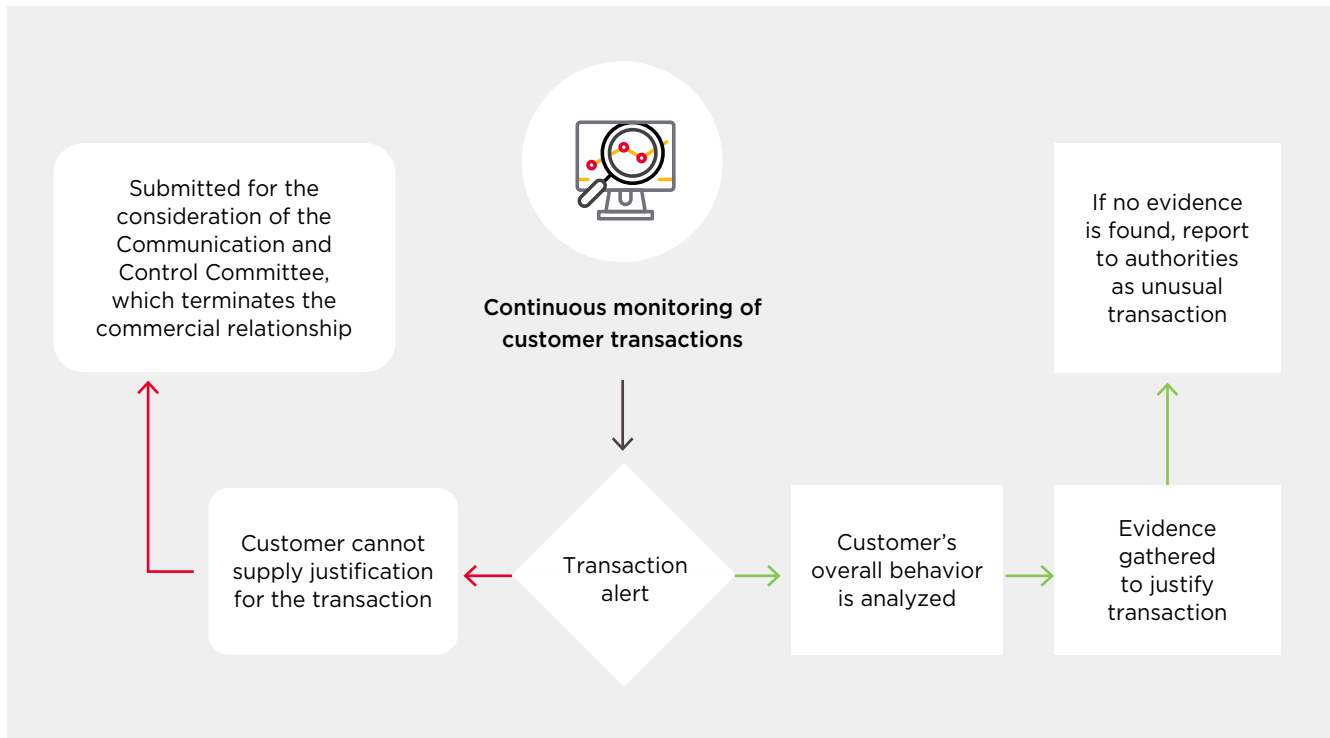 Continuous monitoring of
customer transactions
Transaction
alert
Customer cannot
supply justification
for the transaction
Submitted for the
consideration of the
Communication and
Control Committee,
which terminates the
commercial relationship
Customer’s
overall behavior
is analyzed
Evidence
gathered
to justify
transaction
If no evidence
is found, report
to authorities
as unusual
transaction